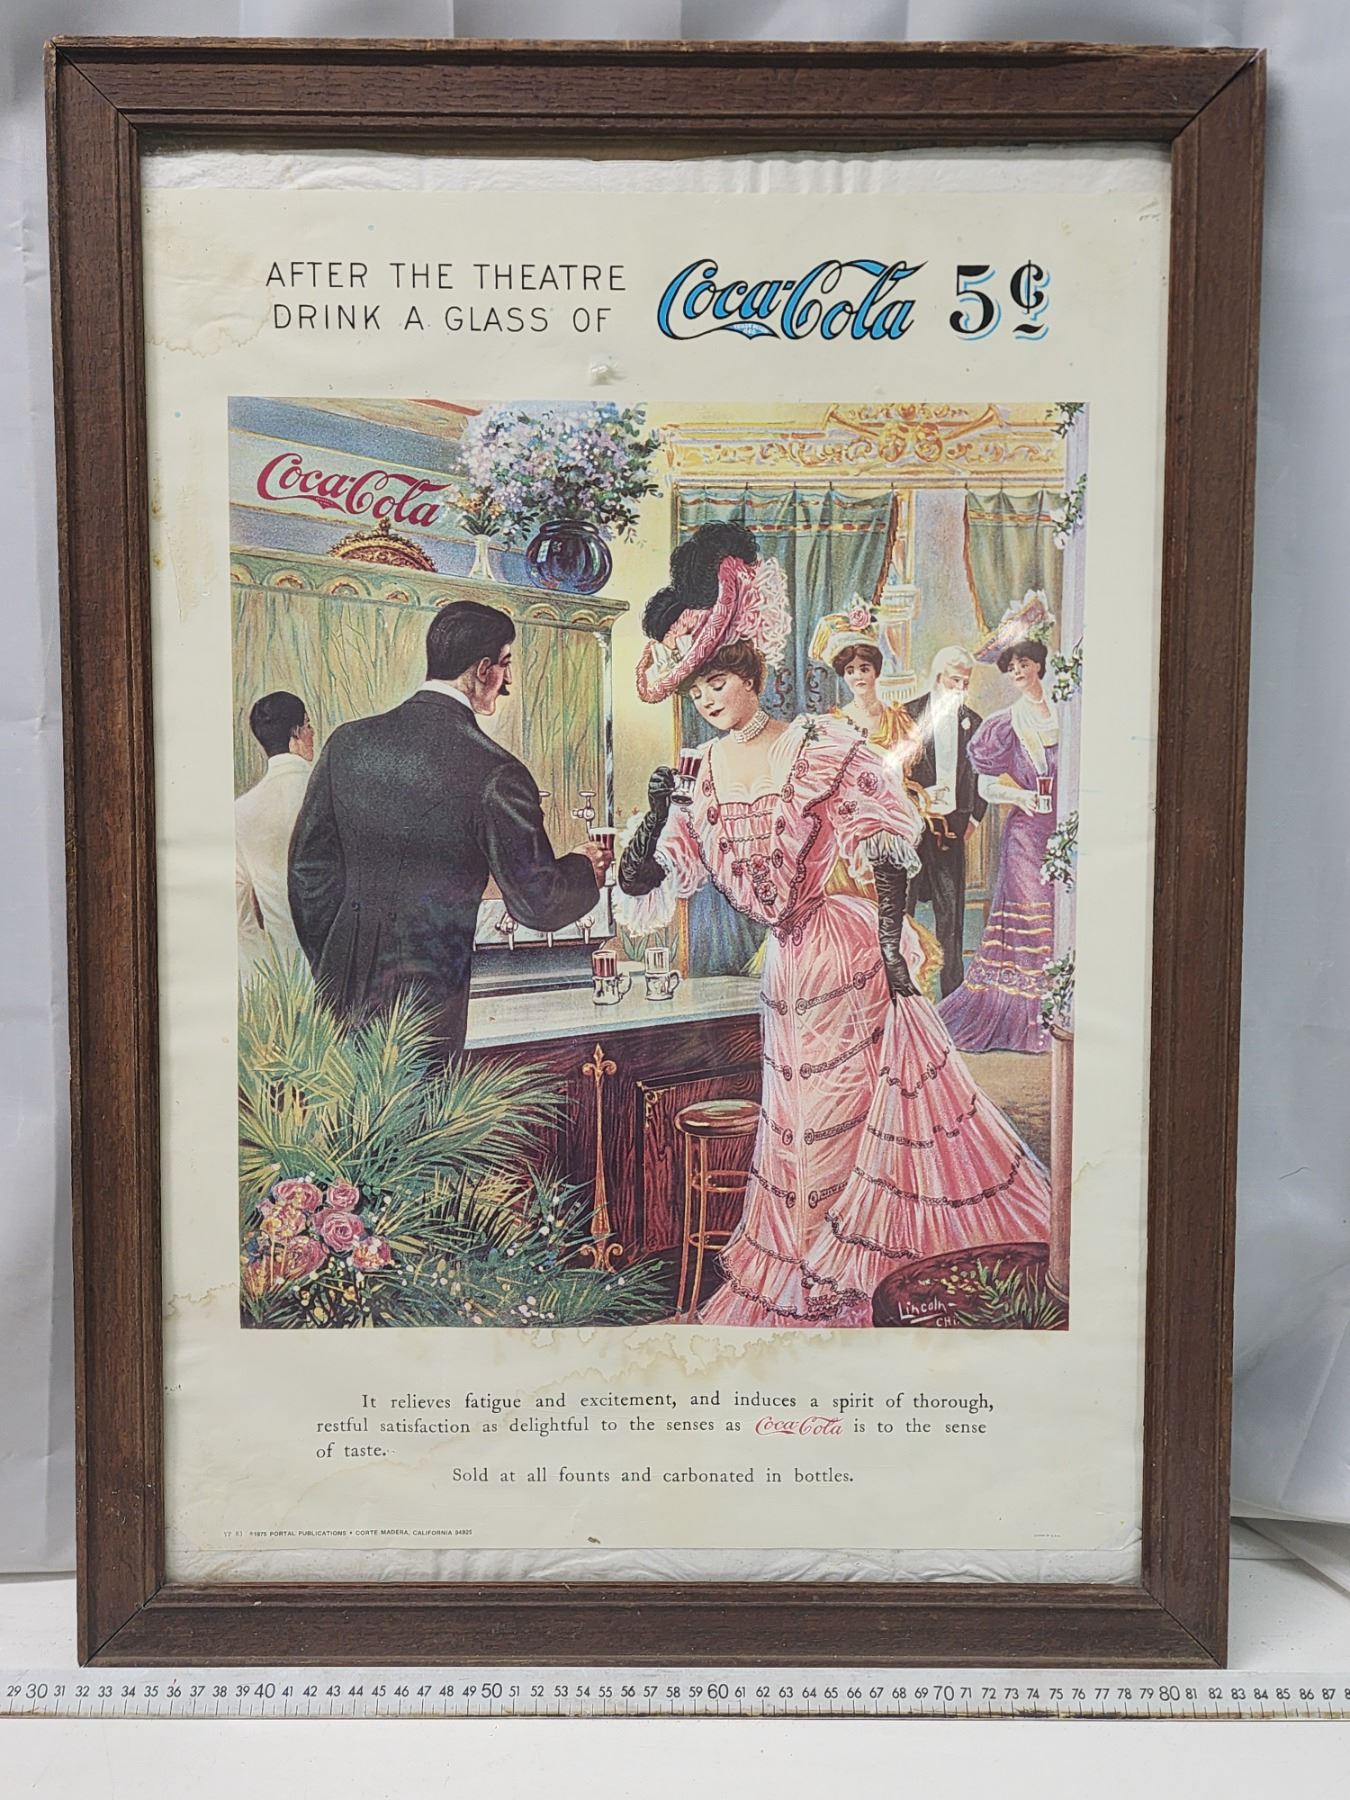 AFTER THE THEATRE
DRINK A GLASS OF
Coca-Cola 5¢
Coca-Cola
Lincoln-
CHI.
It relieves fatigue and excitement, and induces a spirit of thorough,
restful satisfaction as delightful to the senses as Coca-Cola is to the sense
of taste.
Sold at all founts and carbonated in bottles.
©1975 PORTAL PUBLICATIONS • CORTE MADERA, CALIFORNIA 94925
29 30 31 32 33 34 35 36 37 38 39 40 41 42 43 44 45 46 47 48 49 50 51 52 53 54 55 56 57 58 59 60 61 62 63 64 65 66 67 68 69 70 71 72 73 74 75 76 77 78 79 80 81 82 83 84 85 86 87